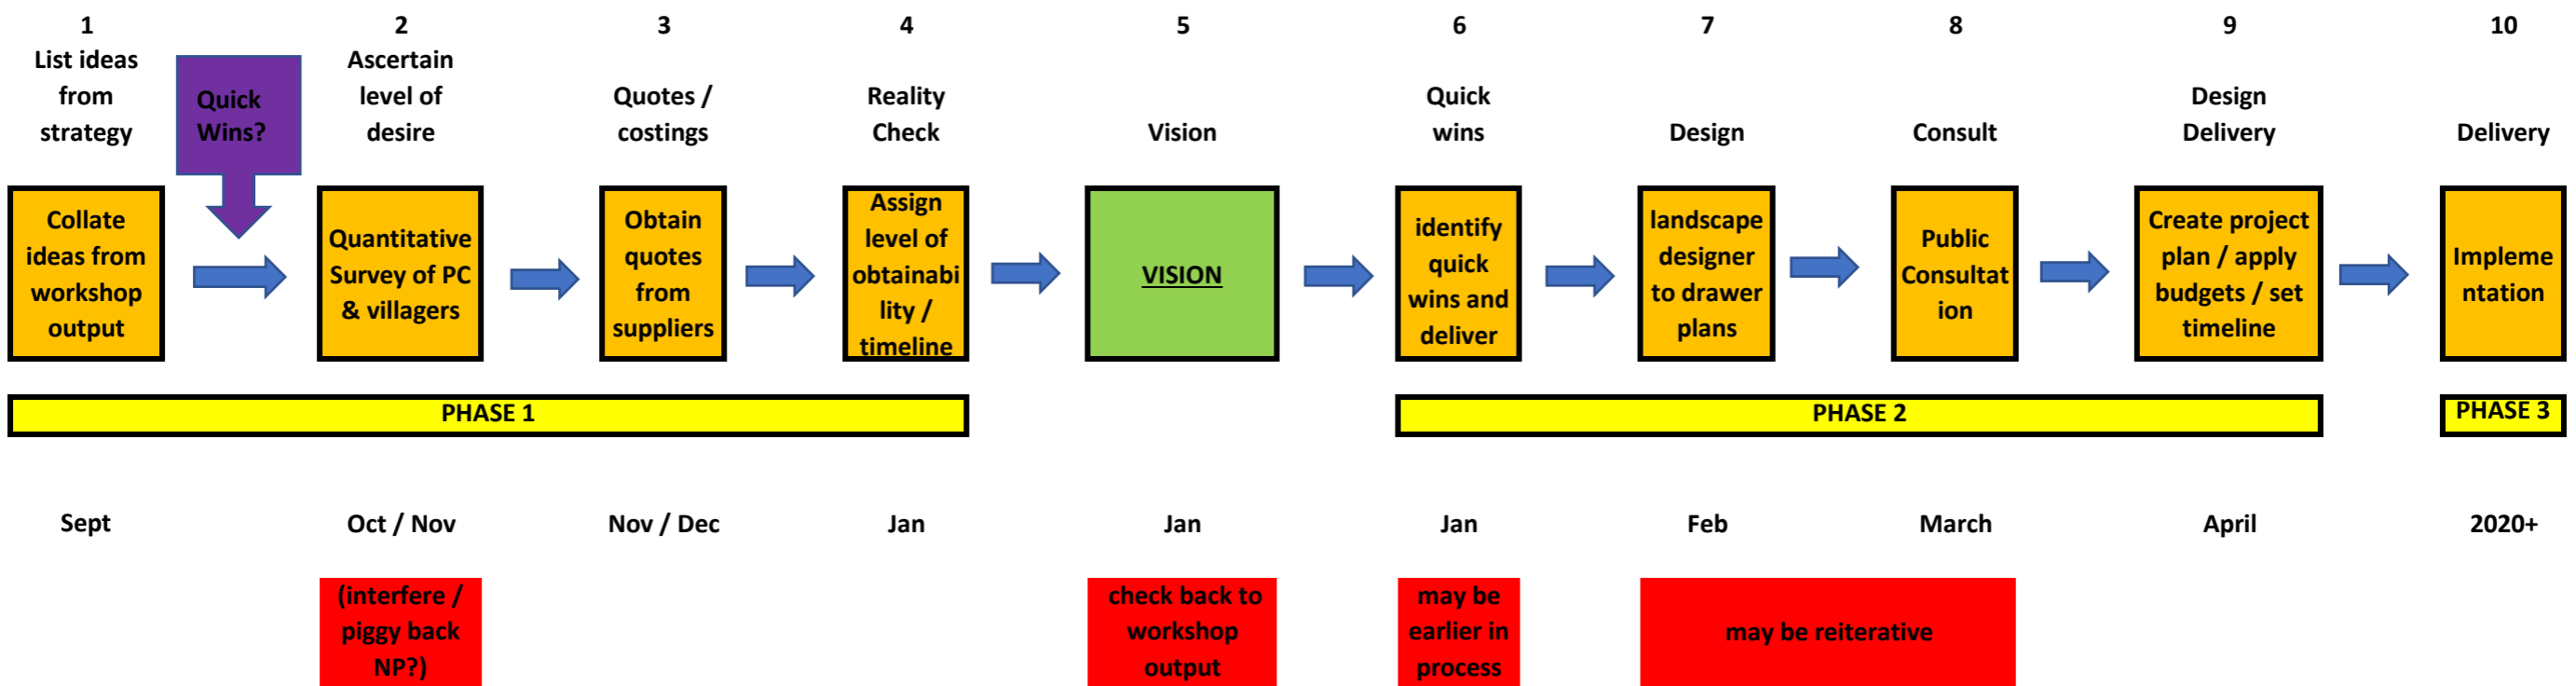 1
List ideas
from
strategy
Quick
Wins?
2
Ascertain
level of
desire
3
Quotes /
costings
4
Reality
Check
5
Vision
6
Quick
wins
7
Design
8
Consult
9
Design
Delivery
10
Delivery
Collate
ideas from
workshop
output
Quantitative
Survey of PC
& villagers
Obtain
quotes
from
suppliers
Assign
level of
obtainabi
lity /
timeline
VISION
identify
quick
wins and
deliver
landscape
designer
to drawer
plans
Public
Consultat
ion
Create project
plan / apply
budgets / set
timeline
Impleme
ntation
PHASE 1
PHASE 2
PHASE 3
Sept
Oct / Nov
Nov / Dec
Jan
Jan
Jan
Feb
March
April
2020+
(interfere /
piggy back
NP?)
check back to
workshop
output
may be
earlier in
process
may be reiterative